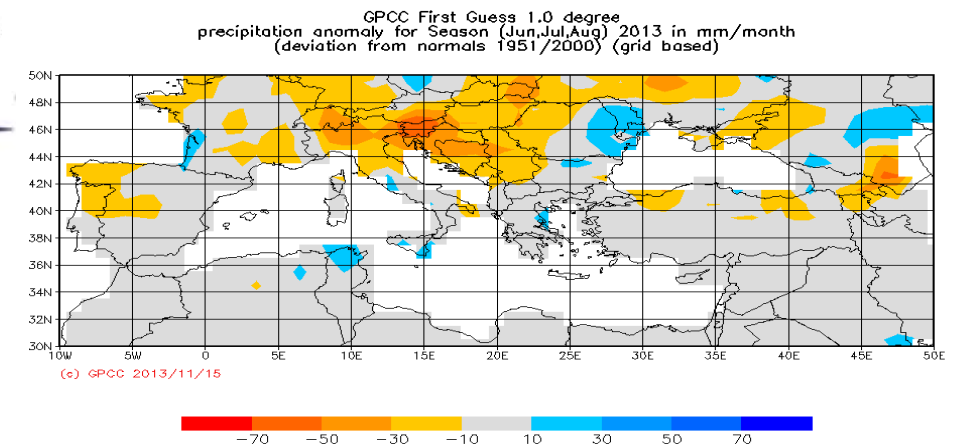 GPCC First Guess 1.0 degree
precipitation anomaly for Season (Jun,Jul,Aug) 2013 in mm/month
(deviation from normals 1951/2000) (grid based)
50N
48N
46N
44N
42N
40N
38N
36N
34N
32N
30N
10W 5W 0 5E 10E 15E 20E 25E 30E 35E 40E 45E 50E
(c) GPCC 2013/11/15
−70 −50 −30 −10 10 30 50 70